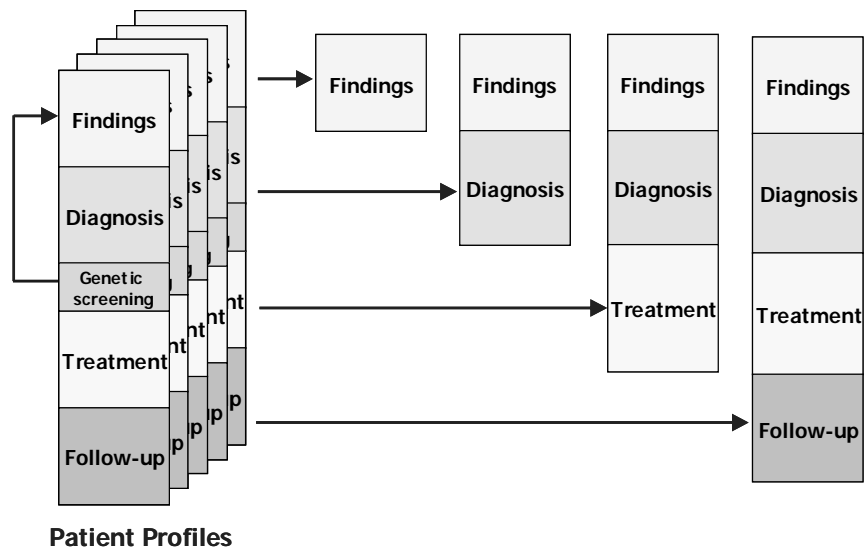 Findings
Diagnosis
Genetic
screening
Treatment
Follow-up
Patient Profiles
Findings
Findings
Diagnosis
Findings
Diagnosis
Treatment
Findings
Diagnosis
Treatment
Follow-up